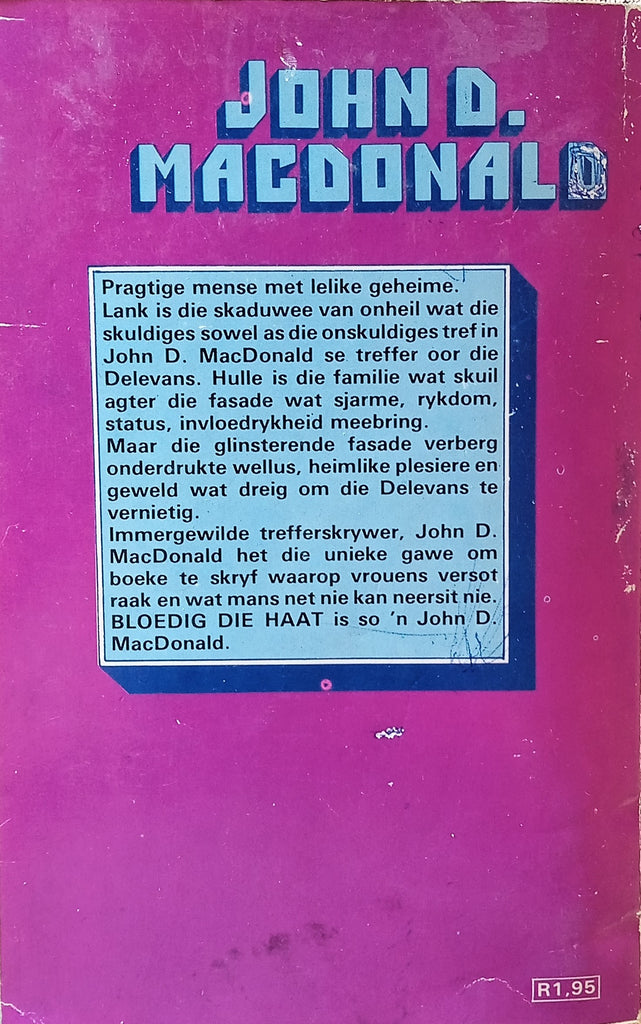 JOHN D.
MACDONALD
Pragtige mense met lelike geheime.
Lank is die skaduwee van onheil wat die
skuldiges sowel as die onskuldiges tref in
John D. MacDonald se treffer oor die
Delevans. Hulle is die familie wat skuil
agter die fasade wat sjarme, rykdom,
status, invloedrykheid meebring.
Maar die glinsterende fasade verberg
onderdrukte wellus, heimlike plesiere en
geweld wat dreig om die Delevans te
vernietig.
Immergewilde trefferskrywer, John D.
MacDonald het die unieke gawe om
boeke te skryf waarop vrouens versot
raak en wat mans net nie kan neersit nie.
BLOEDIG DIE HAAT is so 'n John D.
MacDonald.
R1,95